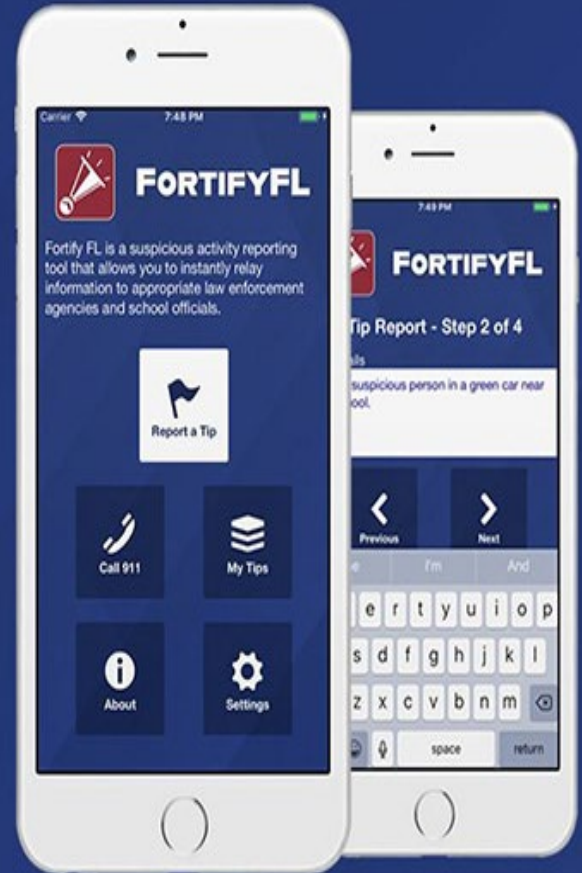 Carrier 7:48 PM
FORTIFYFL
Fortify FL is a suspicious activity reporting
tool that allows you to instantly relay
information to appropriate law enforcement
agencies and school officials.
Report a Tip
Call 911
My Tips
About
Settings
7:49 PM
FORTIFYFL
Tip Report - Step 2 of 4
suspicious person in a green car near
Previous
Next
I'm And
e r t y u i o p
s d f g h j k l
z x c v b n m
space return